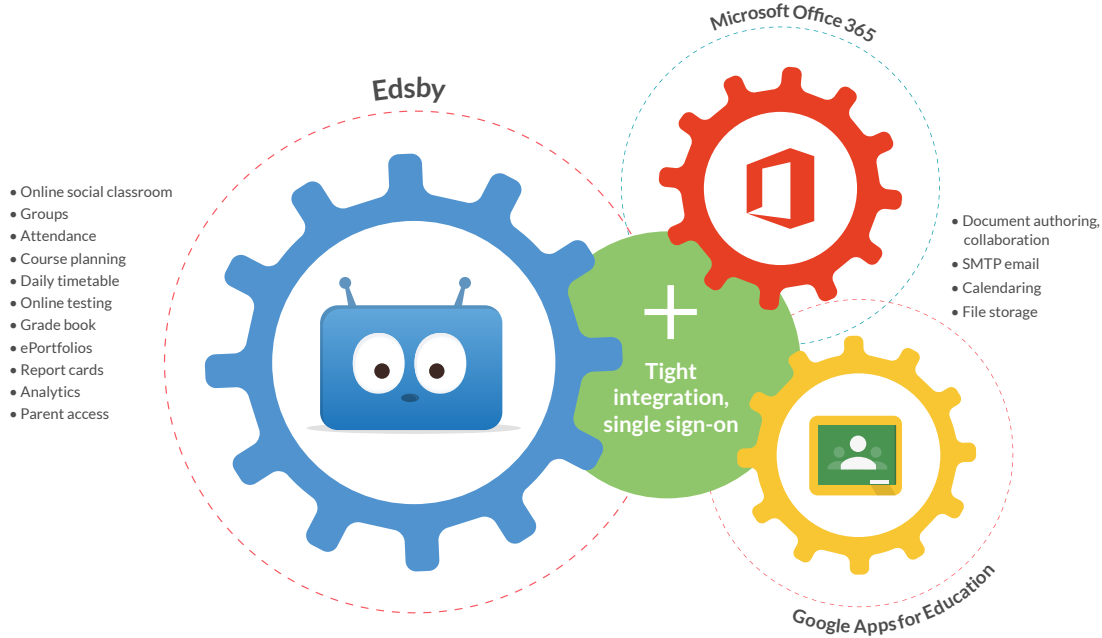 Edsby
• Online social classroom
• Groups
• Attendance
• Course planning
• Daily timetable
• Online testing
• Grade book
• ePortfolios
• Report cards
• Analytics
• Parent access
Tight
integration,
single sign-on
Microsoft Office 365
• Document authoring,
collaboration
• SMTP email
• Calendaring
• File storage
Google Apps for Education